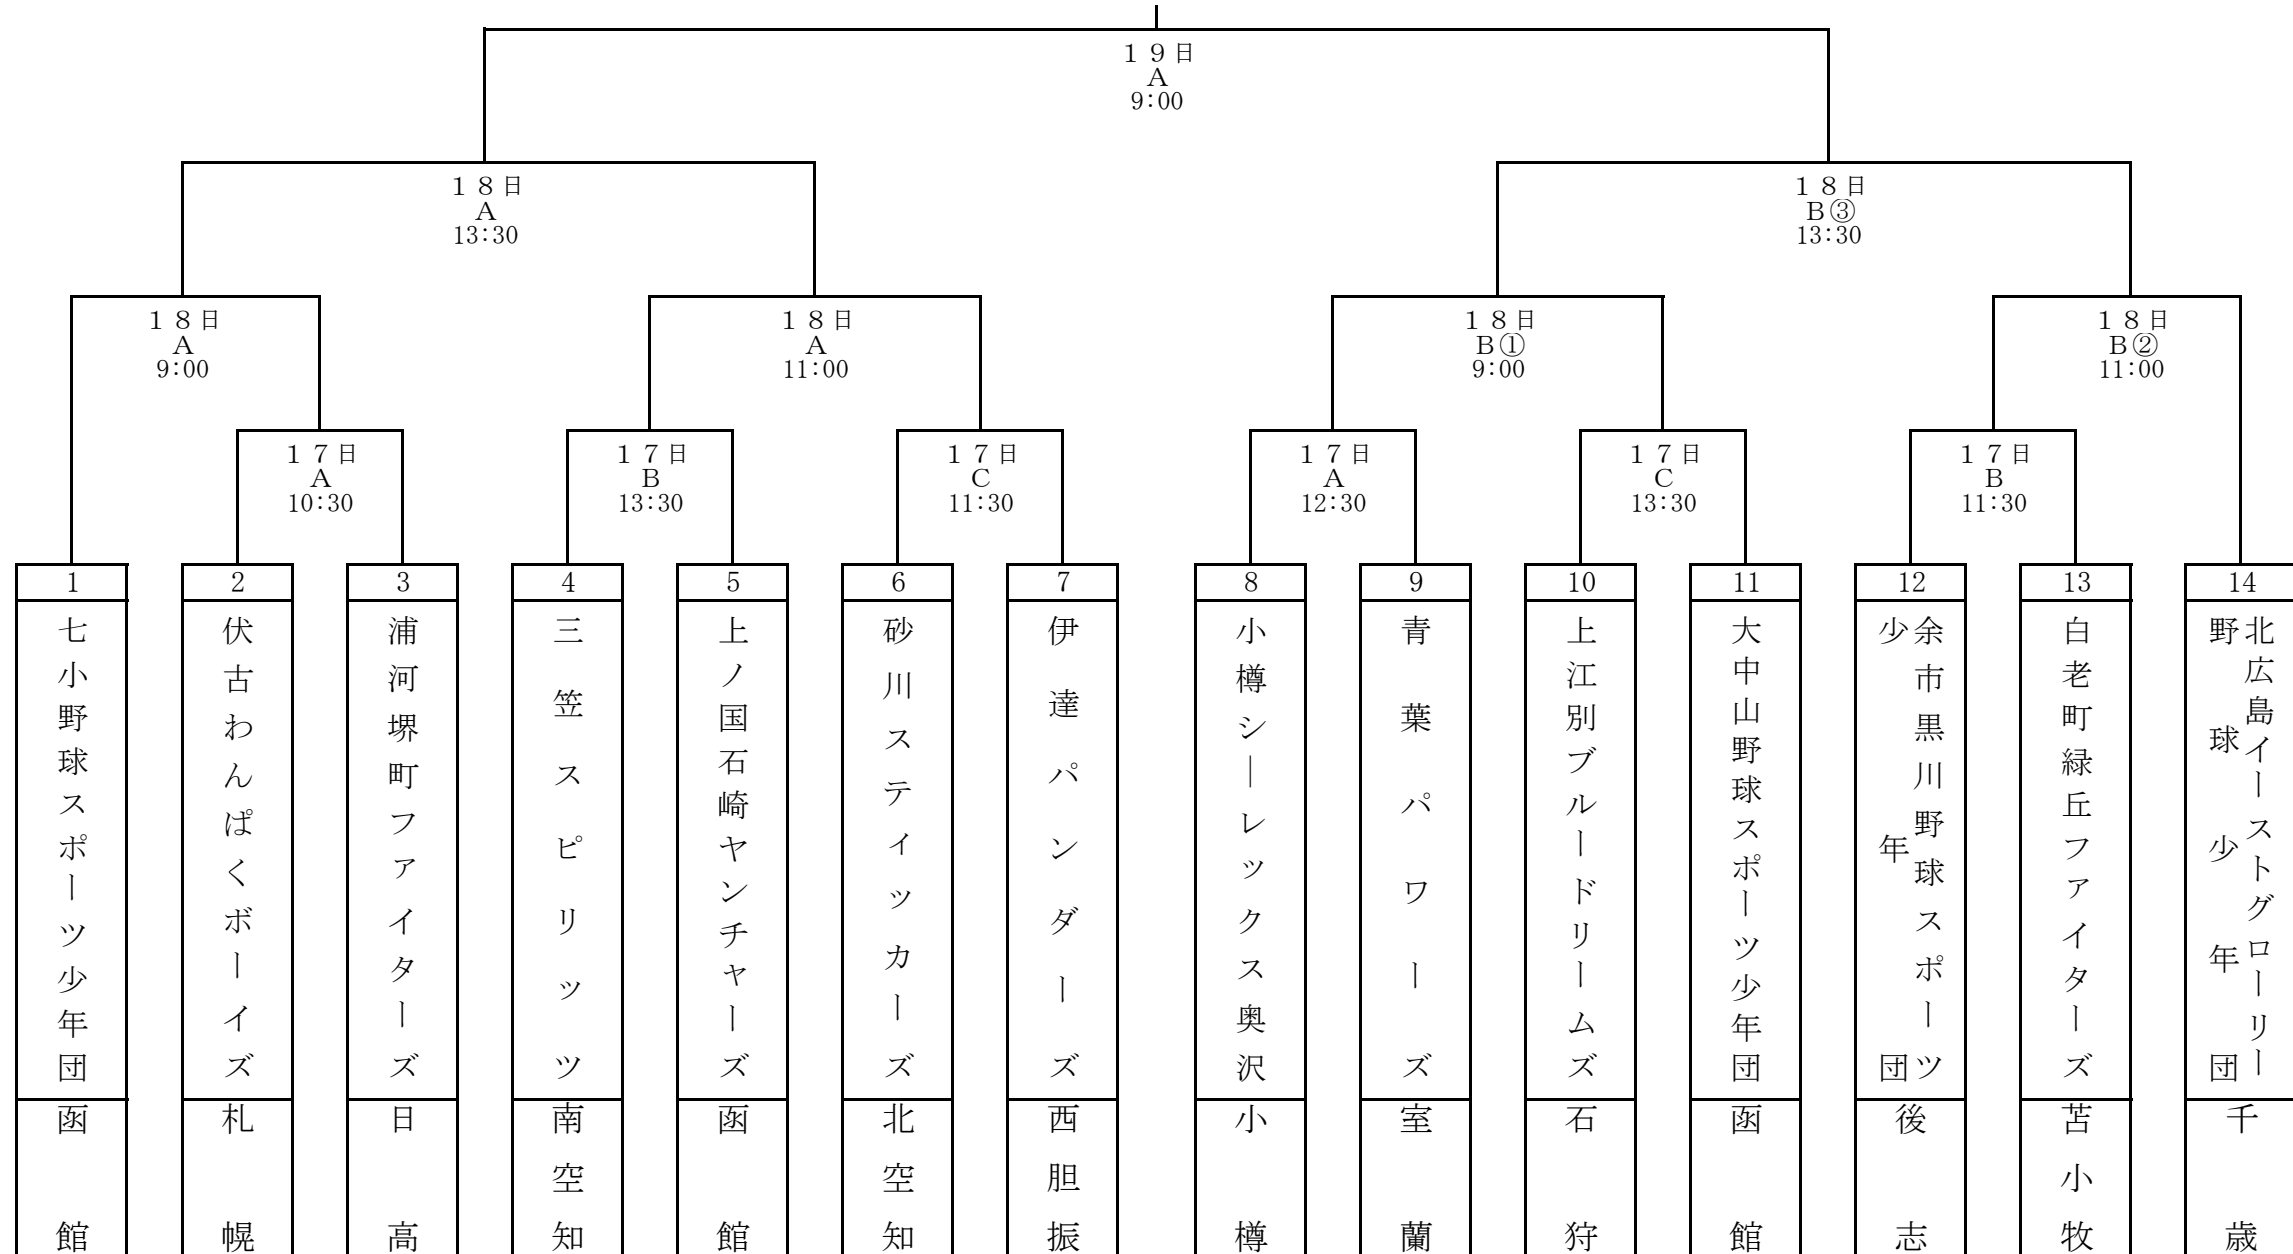 １９日
A
9:00
１８日
A
13:30
１８日
B③
13:30
１８日
A
9:00
１８日
A
11:00
１８日
B①
9:00
１８日
B②
11:00
１７日
A
10:30
１７日
B
13:30
１７日
C
11:30
１７日
A
12:30
１７日
C
13:30
１７日
B
11:30
1
七小野球スポーツ少年団
函館
2
伏古わんぱくボーイズ
札幌
3
浦河堺町ファイターズ
日高
4
三笠スピリッツ
南空知
5
上ノ国石崎ヤンチャーズ
函館
6
砂川スティッカーズ
北空知
7
伊達パンダーズ
西胆振
8
小樽シーレックス奥沢
小樽
9
青葉パワーズ
室蘭
10
上江別ブルードリームズ
石狩
11
大中山野球スポーツ少年団
函館
12
余市黒川野球スポーツ
少年団
後志
13
白老町緑丘ファイターズ
苫小牧
14
北広島イーストグローリー
野球少年団
千歳